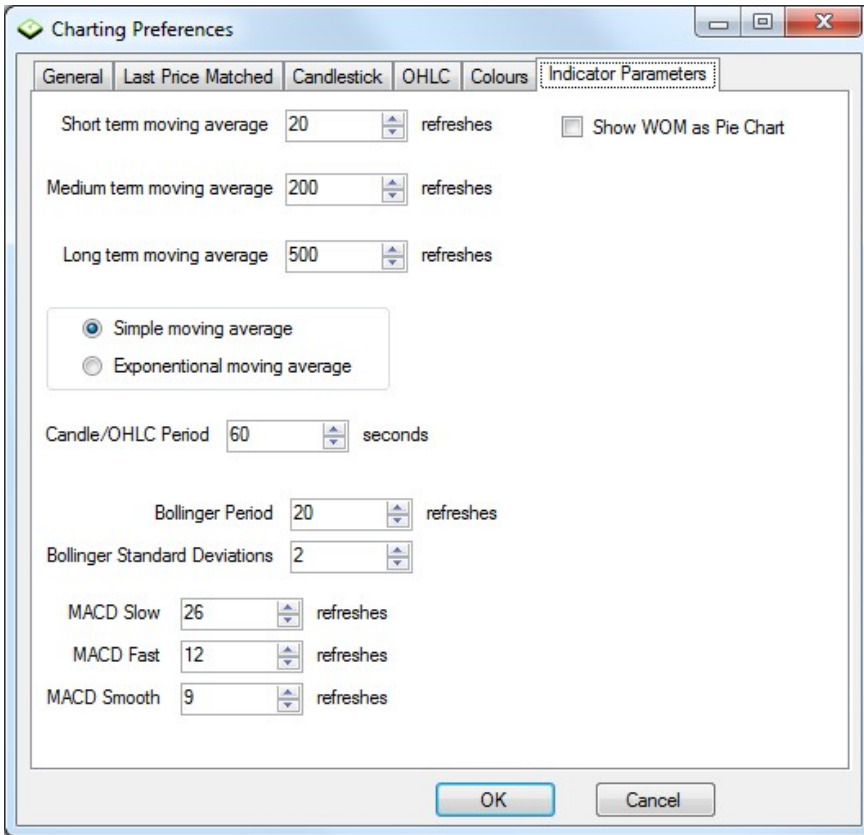 Charting Preferences
General Last Price Matched Candlestick OHLC Colours Indicator Parameters
Short term moving average 20 refreshes Show WOM as Pie Chart
Medium term moving average 200 refreshes
Long term moving average 500 refreshes
Simple moving average
Exponentional moving average
Candle/OHLC Period 60 seconds
Bollinger Period 20 refreshes
Bollinger Standard Deviations 2
MACD Slow 26 refreshes
MACD Fast 12 refreshes
MACD Smooth 9 refreshes
OK Cancel